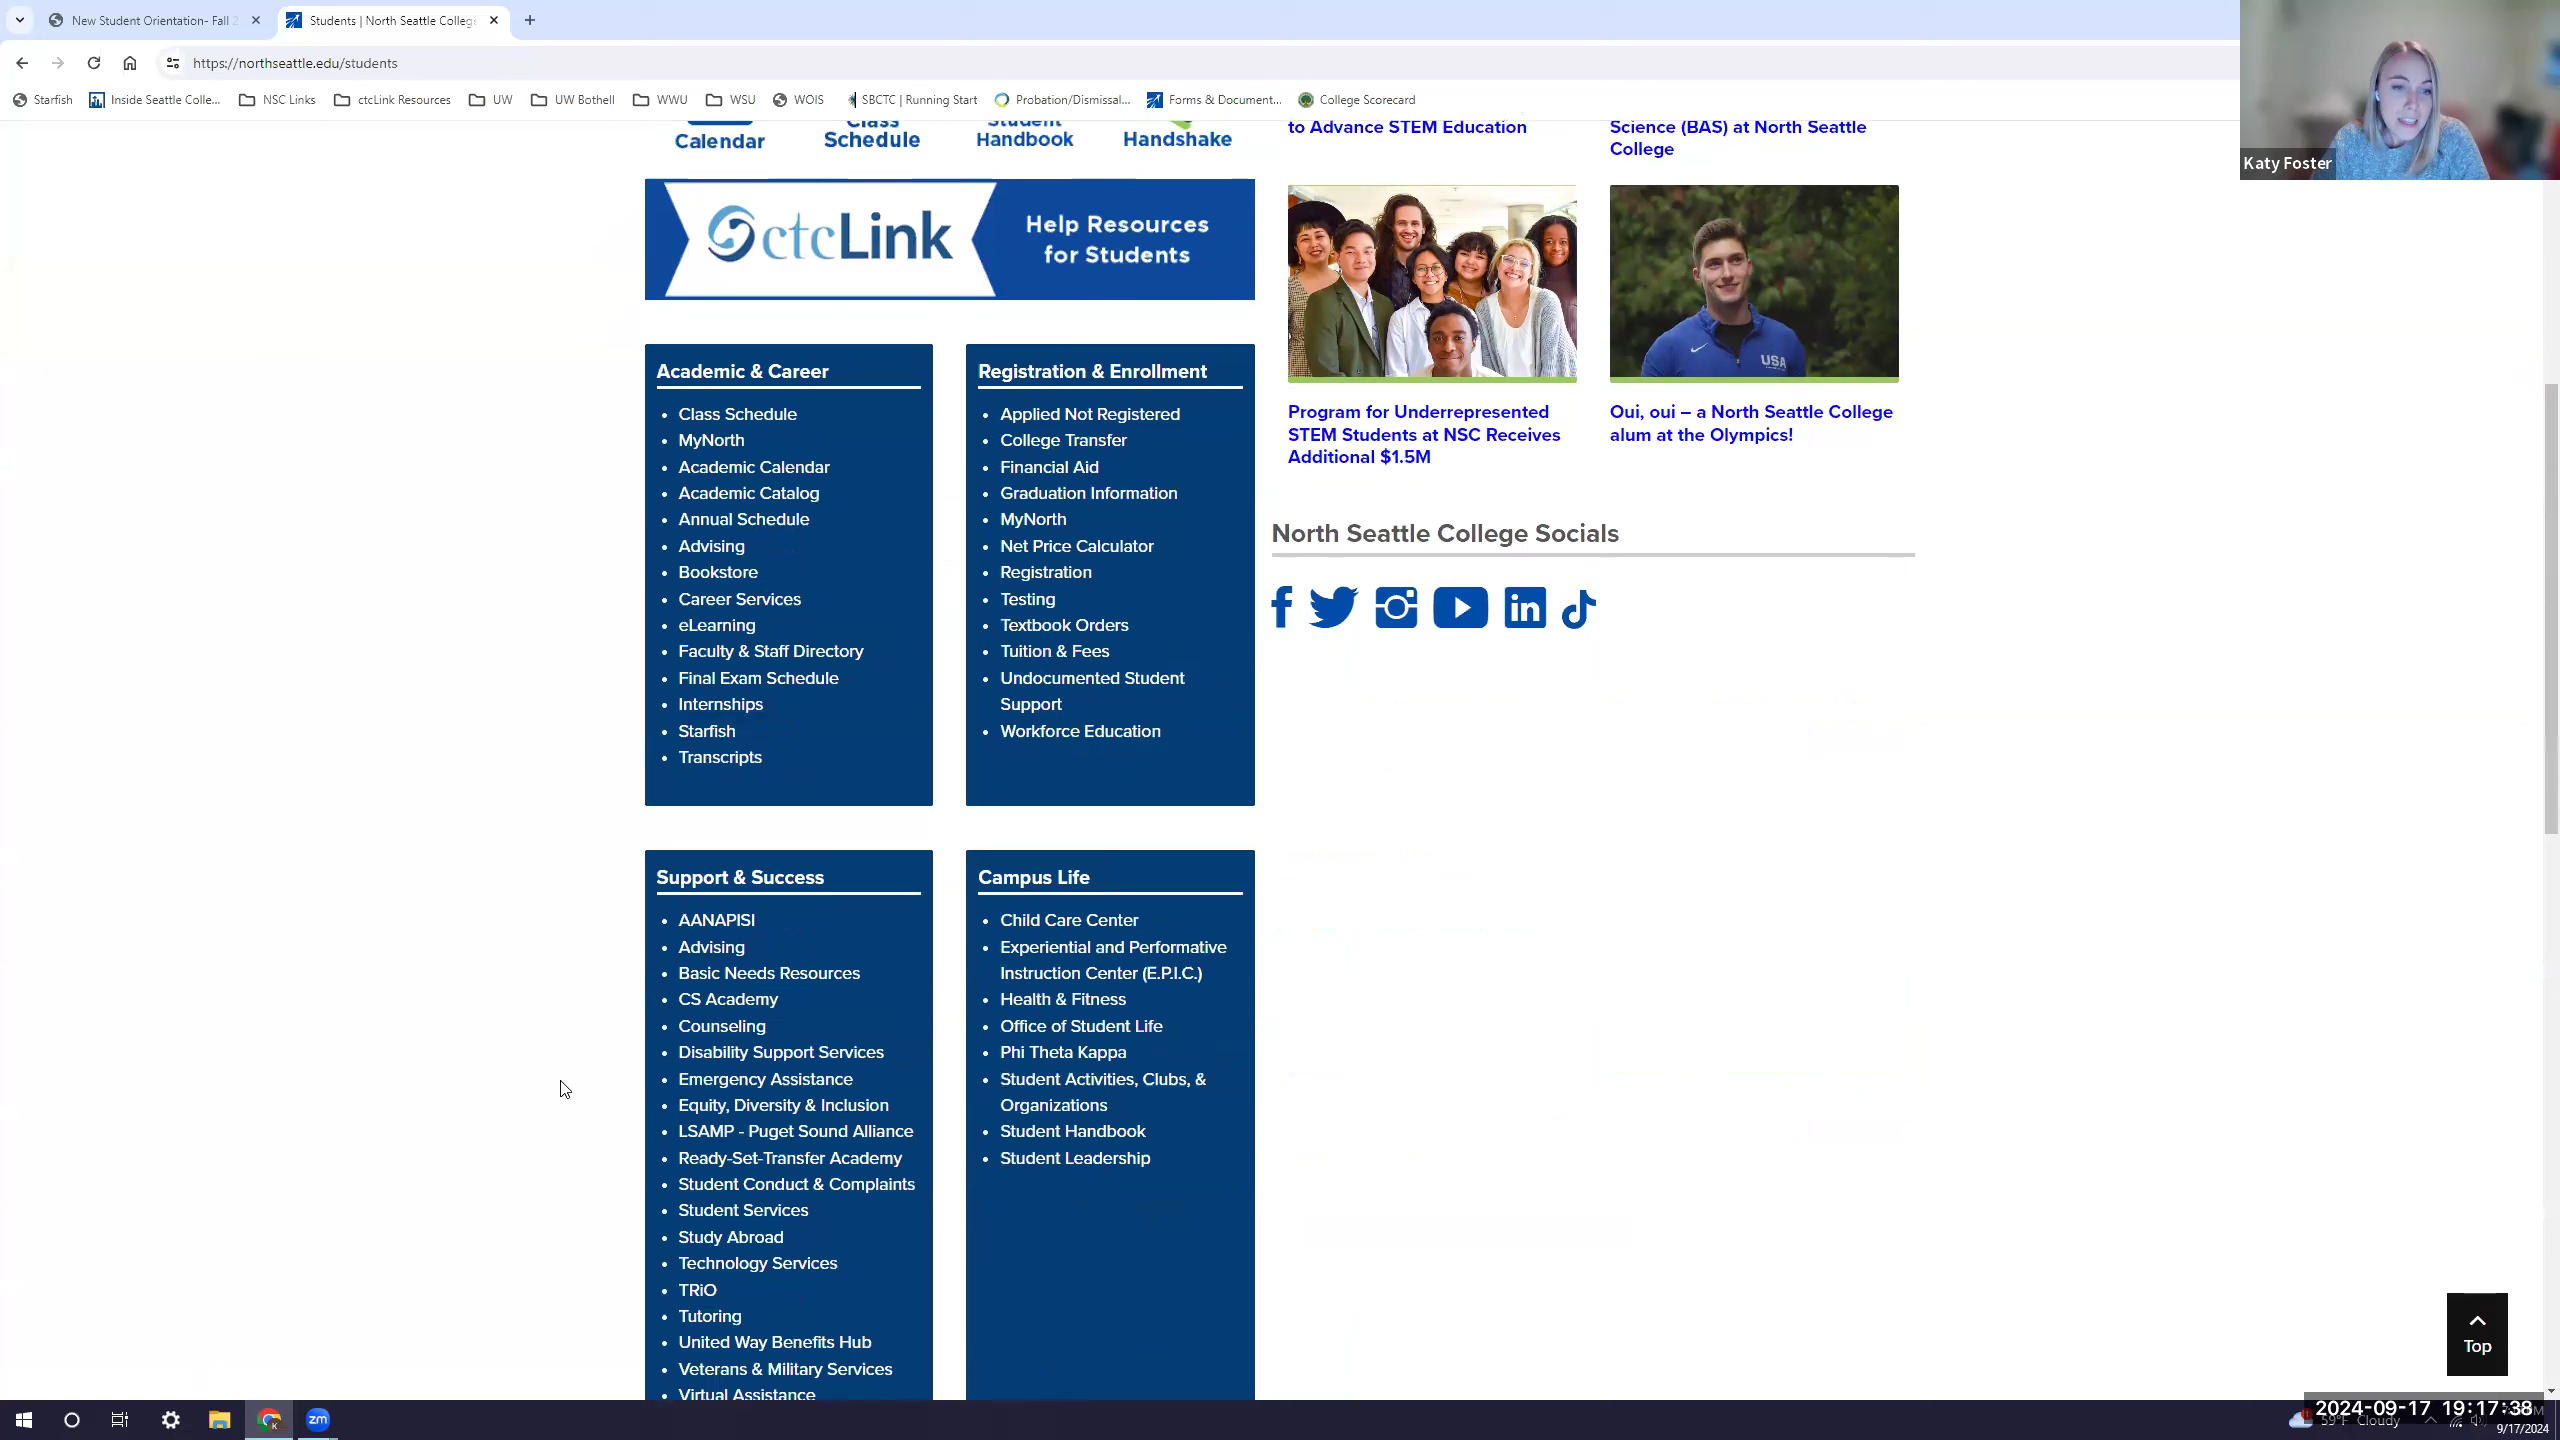 New Student Orientation- Fall 2
Students | North Seattle College
https://northseattle.edu/students
Starfish
Inside Seattle Colle...
NSC Links
ctcLink Resources
UW
UW Bothell
WWU
WSU
WOIS
SBCTC | Running Start
Probation/Dismissal...
Forms & Document...
College Scorecard
Katy Foster
Calendar
Class
Schedule
Student
Handbook
Handshake
to Advance STEM Education
Science (BAS) at North Seattle
College
ctcLink
Help Resources
for Students
USA
Program for Underrepresented
STEM Students at NSC Receives
Additional $1.5M
Oui, oui – a North Seattle College
alum at the Olympics!
Academic & Career
• Class Schedule
• MyNorth
• Academic Calendar
• Academic Catalog
• Annual Schedule
• Advising
• Bookstore
• Career Services
• eLearning
• Faculty & Staff Directory
• Final Exam Schedule
• Internships
• Starfish
• Transcripts
Registration & Enrollment
• Applied Not Registered
• College Transfer
• Financial Aid
• Graduation Information
• MyNorth
• Net Price Calculator
• Registration
• Testing
• Textbook Orders
• Tuition & Fees
• Undocumented Student
Support
• Workforce Education
North Seattle College Socials
Support & Success
• AANAPISI
• Advising
• Basic Needs Resources
• CS Academy
• Counseling
• Disability Support Services
• Emergency Assistance
• Equity, Diversity & Inclusion
• LSAMP - Puget Sound Alliance
• Ready-Set-Transfer Academy
• Student Conduct & Complaints
• Student Services
• Study Abroad
• Technology Services
• TRiO
• Tutoring
• United Way Benefits Hub
• Veterans & Military Services
• Virtual Assistance
Campus Life
• Child Care Center
• Experiential and Performative
Instruction Center (E.P.I.C.)
• Health & Fitness
• Office of Student Life
• Phi Theta Kappa
• Student Activities, Clubs, &
Organizations
• Student Handbook
• Student Leadership
Top
zm
2024-09-17 19:17:38
59°F Cloudy
9/17/2024